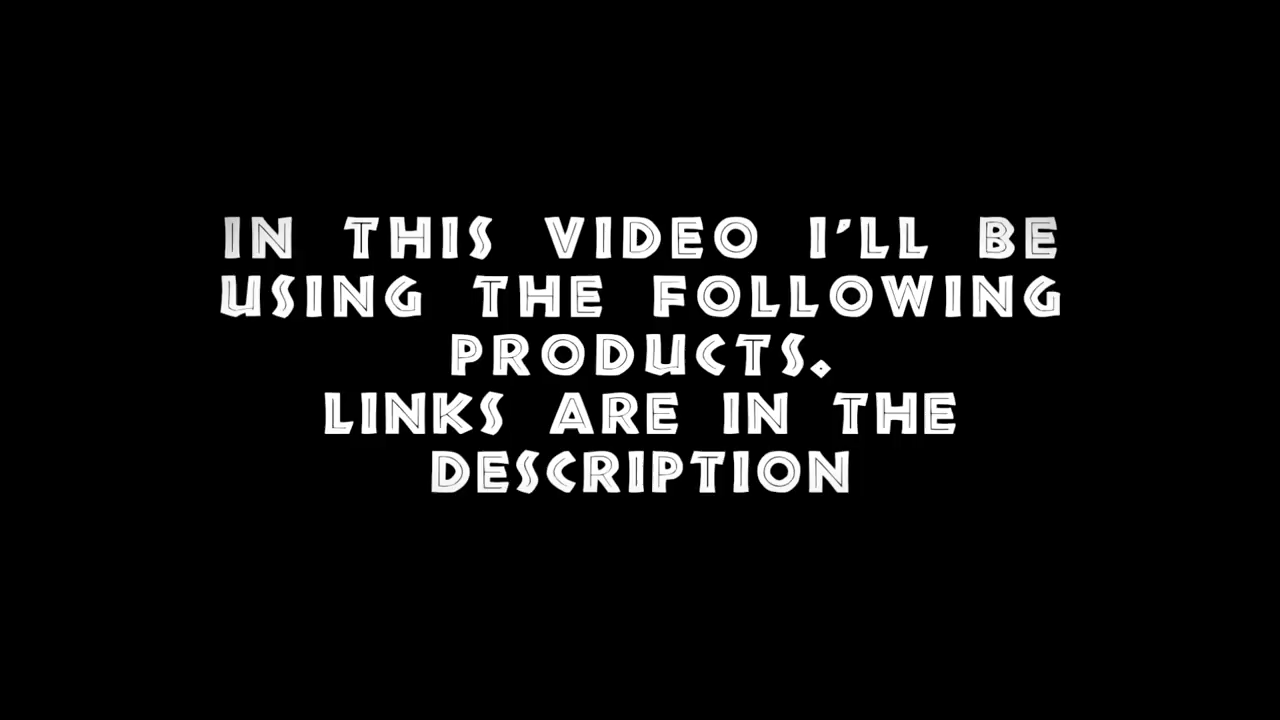 IN THIS VIDEO I'LL BE
USING THE FOLLOWING
PRODUCTS.
LINKS ARE IN THE
DESCRIPTION